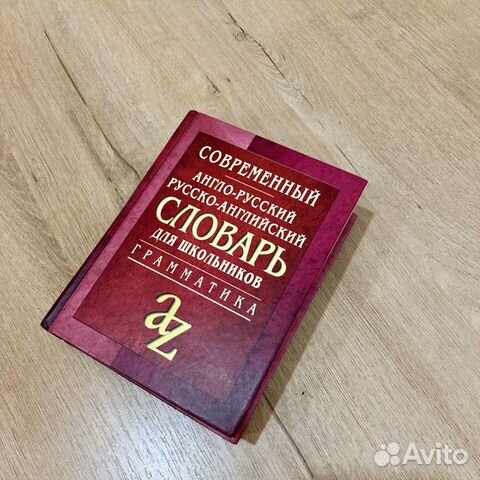 СОВРЕМЕННЫЙ
АНГЛО-РУССКИЙ
РУССКО-АНГЛИЙСКИЙ
СЛОВАРЬ
ДЛЯ ШКОЛЬНИКОВ
ГРАММАТИКА
az
Avito